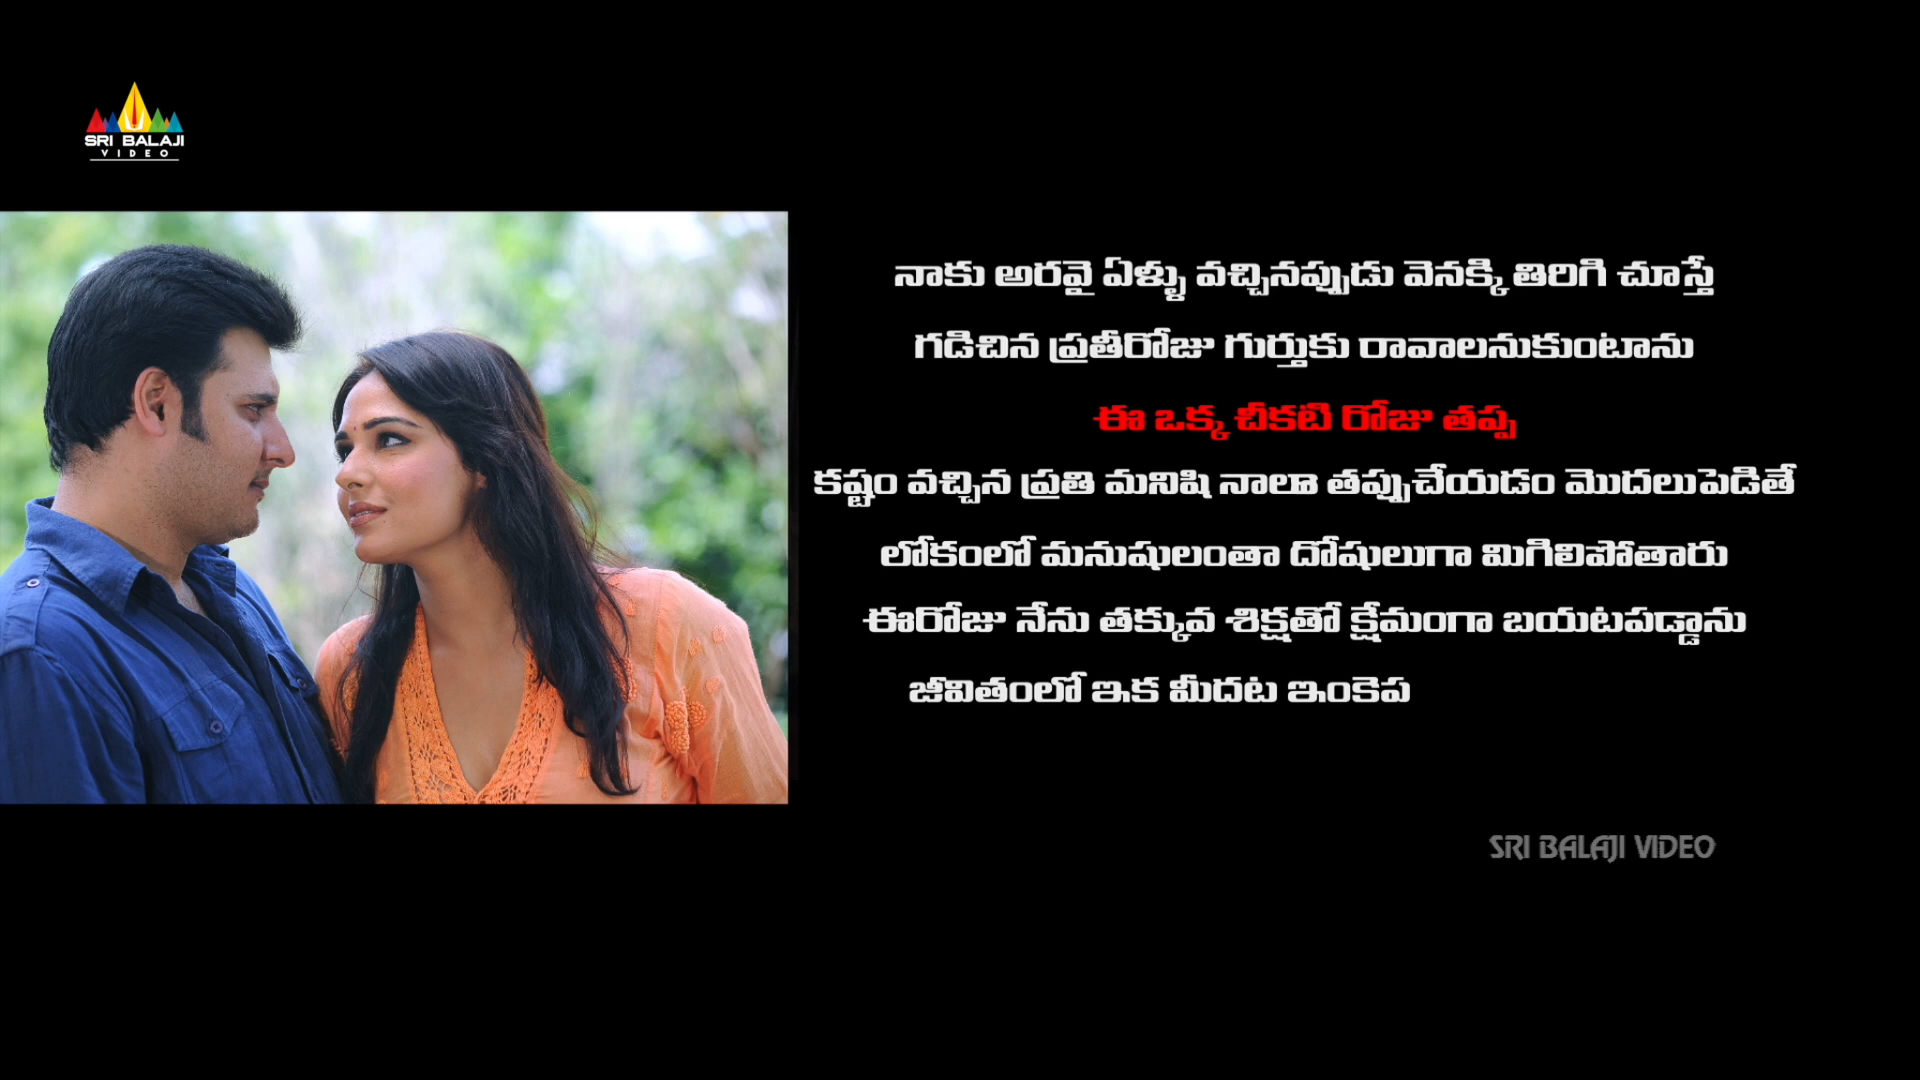 SRI BALAJI
VIDEO
నాకు అరవై ఏళ్ళు వచ్చినప్పుడు వెనక్కి తిరిగి చూస్తే
గడిచిన ప్రతీరోజు గుర్తుకు రావాలనుకుంటాను
ఈ ఒక్క చీకటి రోజు తప్ప
కష్టం వచ్చిన ప్రతి మనిషి నాలా తప్పుచేయడం మొదలుపెడితే
లోకంలో మనుషులంతా దోషులుగా మిగిలిపోతారు
ఈరోజు నేను తక్కువ శిక్షతో క్షేమంగా బయటపడ్డాను
జీవితంలో ఇక మీదట ఇంకెప
SRI BALAJI VIDEO